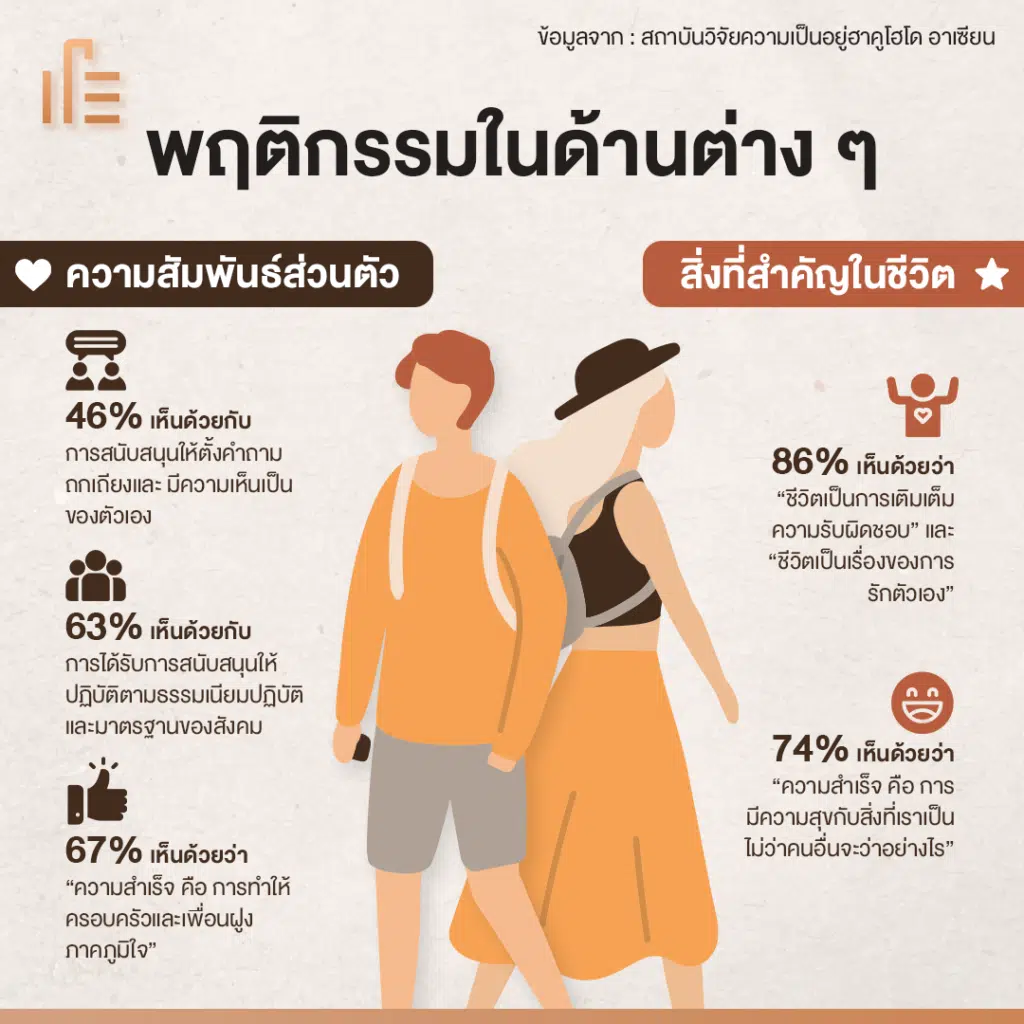 ข้อมูลจาก : สถาบันวิจัยความเป็นอยู่ฮาคูโฮโด อาเซียน
พฤติกรรมในด้านต่าง ๆ
ความสัมพันธ์ส่วนตัว
46% เห็นด้วยกับ
การสนับสนุนให้ตั้งคำถาม
ถกเถียงและ มีความเห็นเป็น
ของตัวเอง
63% เห็นด้วยกับ
การได้รับการสนับสนุนให้
ปฏิบัติตามธรรมเนียมปฏิบัติ
และมาตรฐานของสังคม
67% เห็นด้วยว่า
“ความสำเร็จ คือ การทำให้
ครอบครัวและเพื่อนฝูง
ภาคภูมิใจ”
สิ่งที่สำคัญในชีวิต
86% เห็นด้วยว่า
“ชีวิตเป็นการเติมเต็ม
ความรับผิดชอบ” และ
“ชีวิตเป็นเรื่องของการ
รักตัวเอง”
74% เห็นด้วยว่า
“ความสำเร็จ คือ การ
มีความสุขกับสิ่งที่เราเป็น
ไม่ว่าคนอื่นจะว่าอย่างไร”